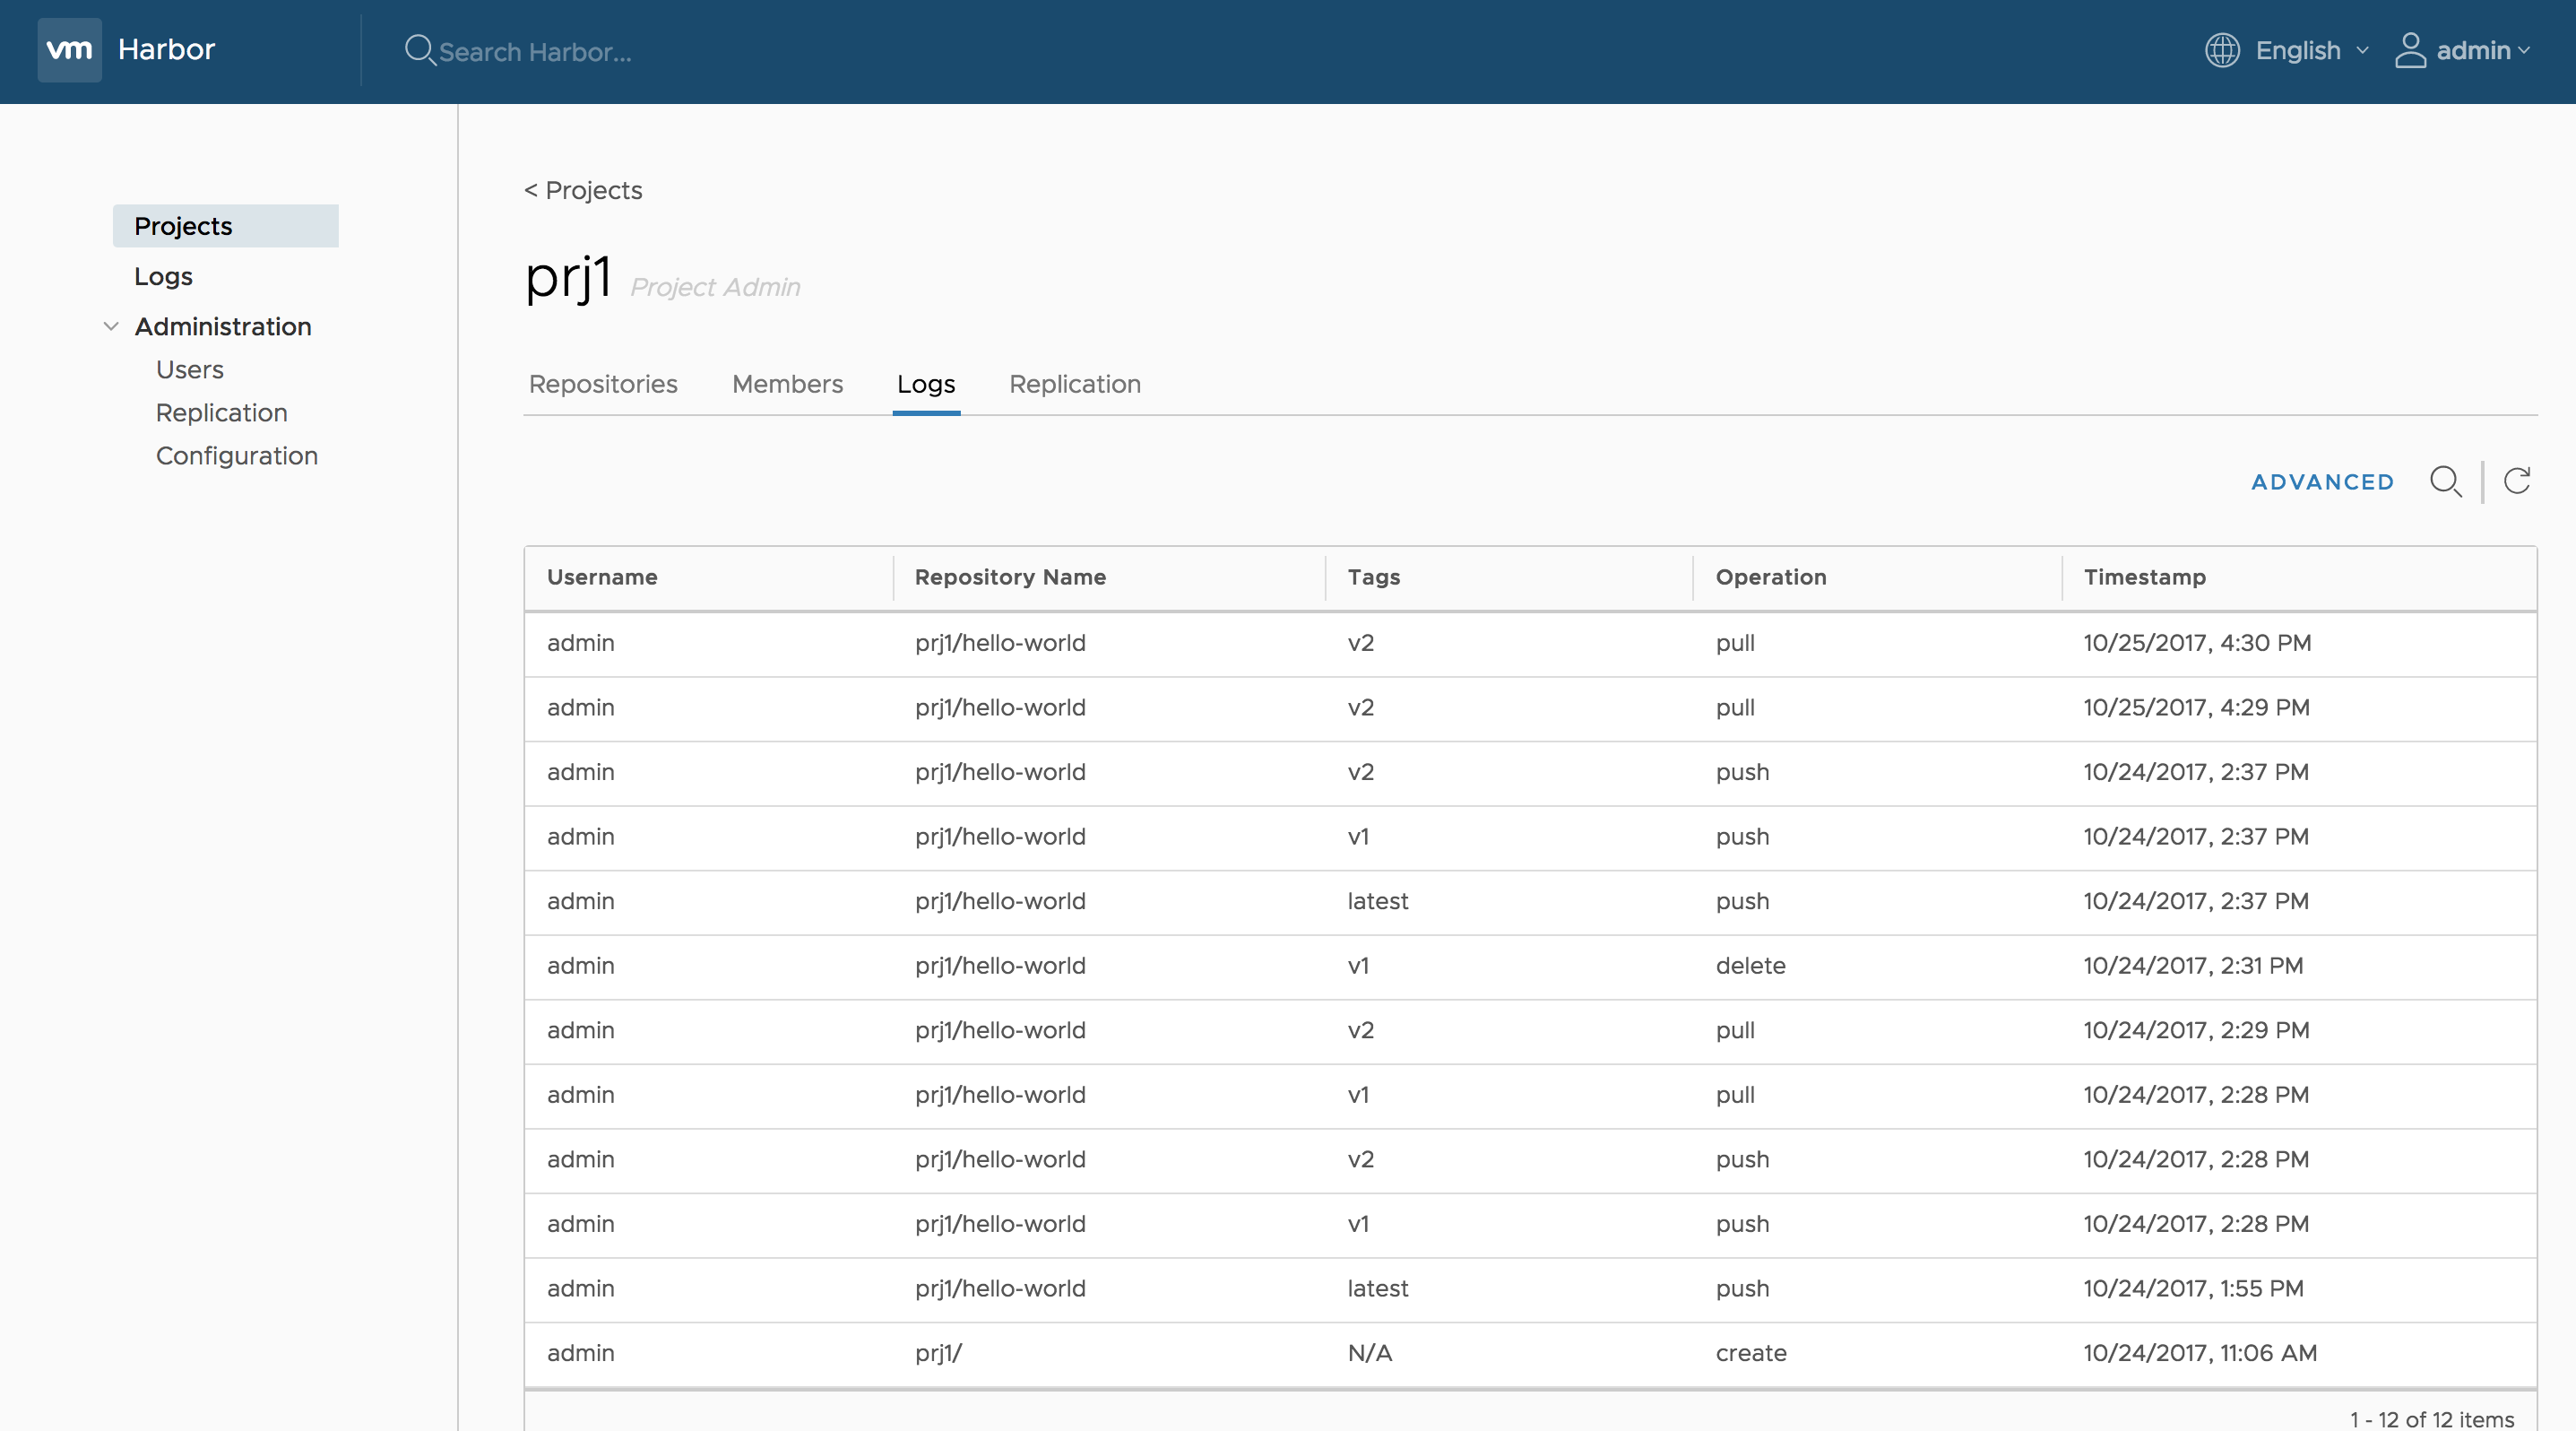 vm Harbor Search Harbor... English admin
Projects
Logs
Administration
Users
Replication
Configuration
< Projects
prj1 Project Admin
Repositories Members Logs Replication
ADVANCED
Username Repository Name Tags Operation Timestamp
admin prj1/hello-world v2 pull 10/25/2017, 4:30 PM
admin prj1/hello-world v2 pull 10/25/2017, 4:29 PM
admin prj1/hello-world v2 push 10/24/2017, 2:37 PM
admin prj1/hello-world v1 push 10/24/2017, 2:37 PM
admin prj1/hello-world latest push 10/24/2017, 2:37 PM
admin prj1/hello-world v1 delete 10/24/2017, 2:31 PM
admin prj1/hello-world v2 pull 10/24/2017, 2:29 PM
admin prj1/hello-world v1 pull 10/24/2017, 2:28 PM
admin prj1/hello-world v2 push 10/24/2017, 2:28 PM
admin prj1/hello-world v1 push 10/24/2017, 2:28 PM
admin prj1/hello-world latest push 10/24/2017, 1:55 PM
admin prj1/ N/A create 10/24/2017, 11:06 AM
1 - 12 of 12 items